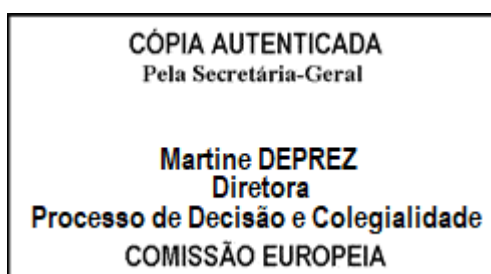 CÓPIA AUTENTICADA
Pela Secretária-Geral
Martine DEPREZ
Diretora
Processo de Decisão e Colegialidade
COMISSÃO EUROPEIA